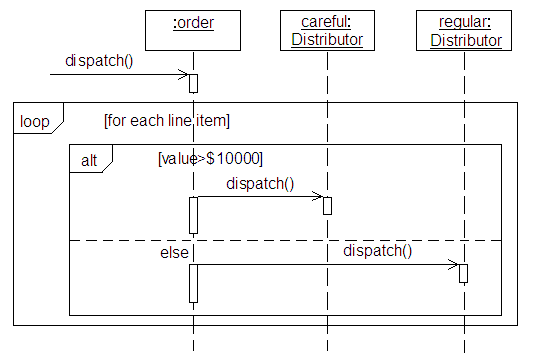 :order
careful:
Distributor
regular:
Distributor
dispatch()
loop
[for each line item]
alt
[value>$10000]
dispatch()
else
dispatch()